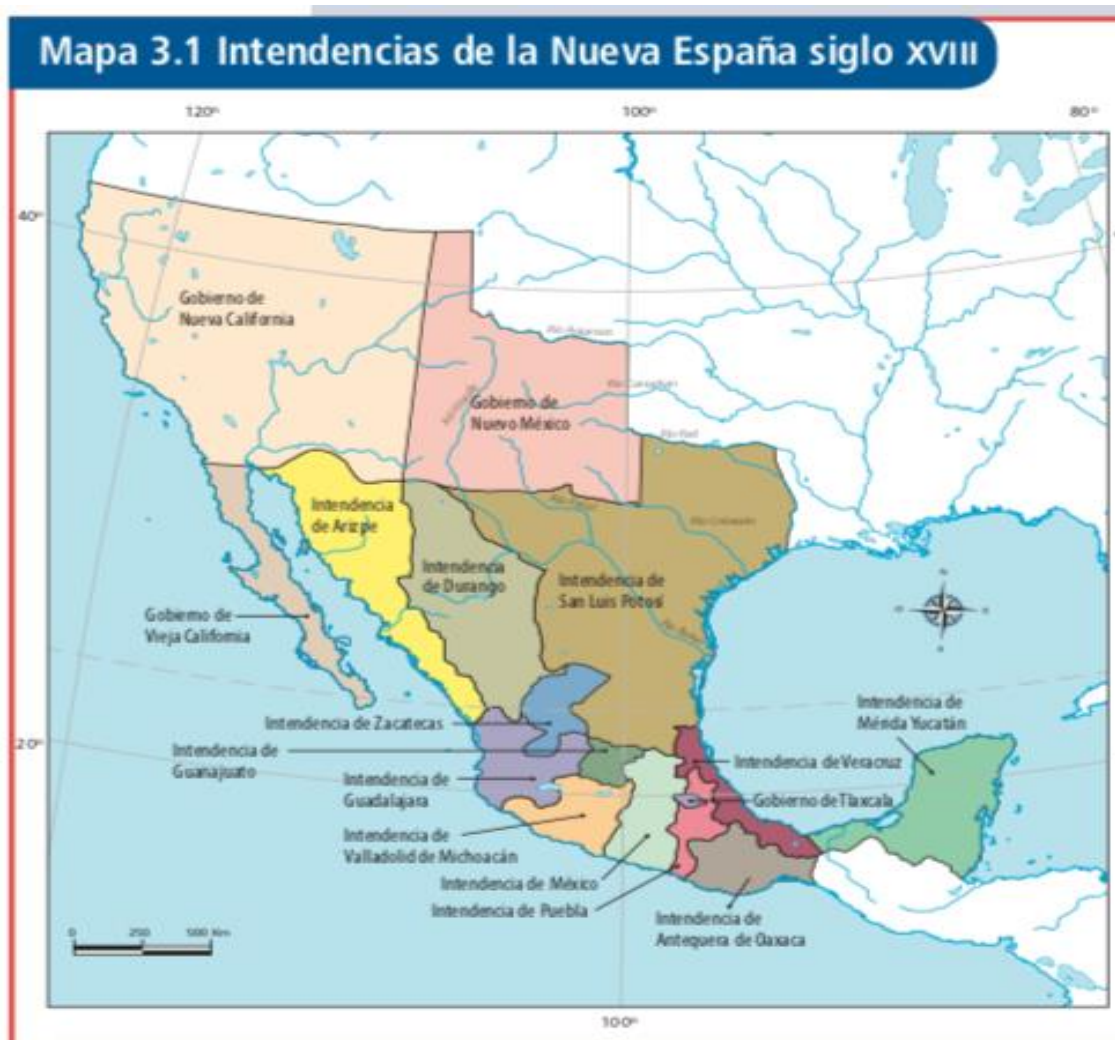 Mapa 3.1 Intendencias de la Nueva España siglo XVIII
120°
100°
80°
40°
Gobierno de
Nueva California
Gobierno de
Nuevo México
Río Red
Intendencia
de Arizpe
Río Colorado
Intendencia
de Durango
Intendencia de
San Luis Potosí
Gobierno de
Vieja California
Intendencia de
Mérida Yucatán
Intendencia de Zacatecas
20°
Intendencia de
Guanajuato
Intendencia de Veracruz
Intendencia de
Guadalajara
Gobierno de Tlaxcala
Intendencia de
Valladolid de Michoacán
Intendencia de México
Intendencia de Puebla
Intendencia de
Antequera de Oaxaca
0 250 500 Km
100°